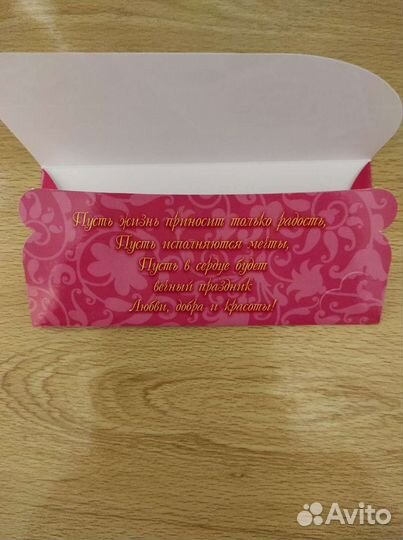 Пусть жизнь приносит только радость,
Пусть исполняются мечты,
Пусть в сердце будет
вечный праздник
Любви, добра и красоты!
Avito